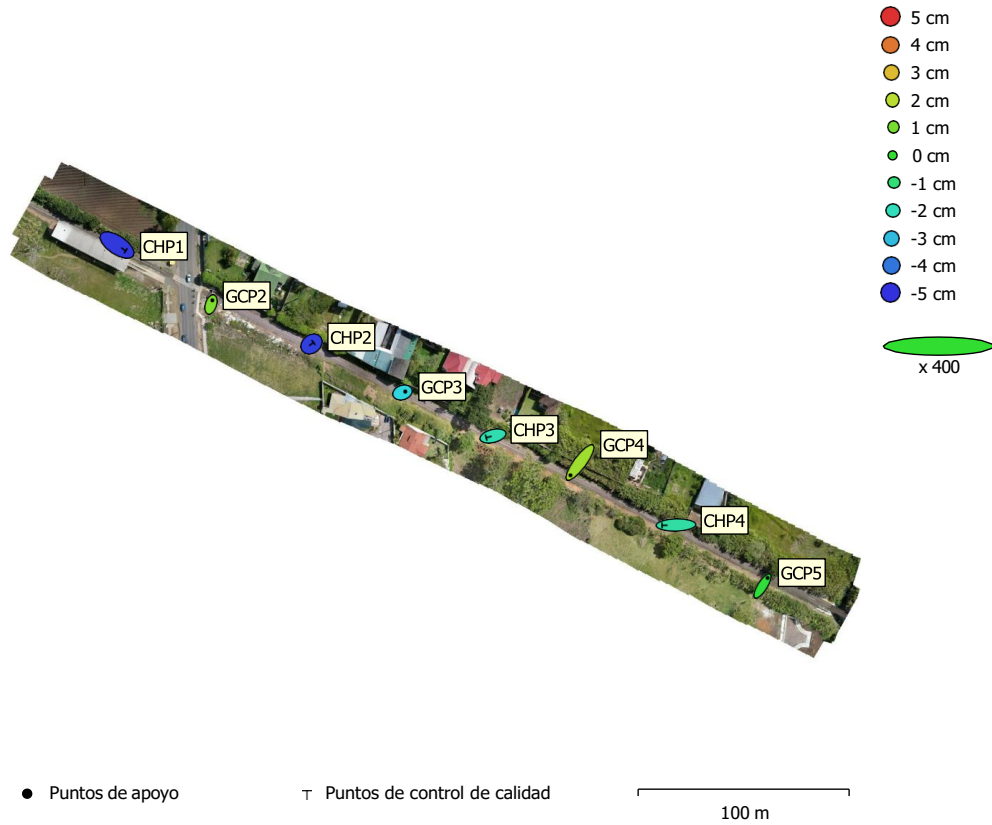 5 cm
4 cm
3 cm
2 cm
1 cm
0 cm
-1 cm
-2 cm
-3 cm
-4 cm
-5 cm
x 400
CHP1
GCP2
CHP2
GCP3
CHP3
GCP4
CHP4
GCP5
Puntos de apoyo
Puntos de control de calidad
100 m